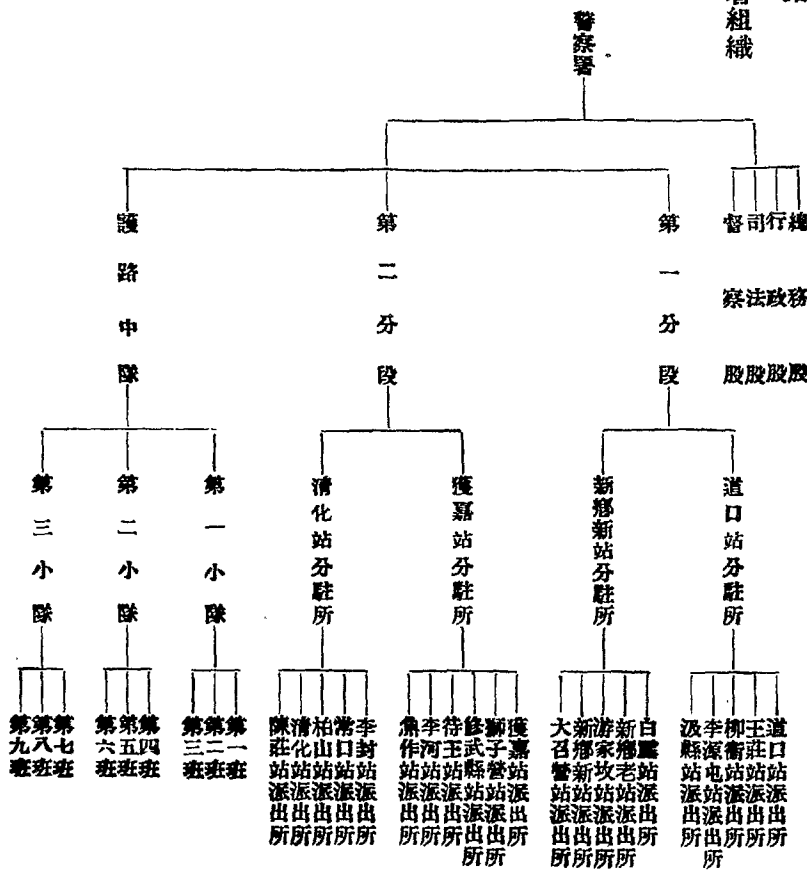 署組織
警察署
總務股
行政股
司法股
督察股
第一分段
第二分段
護路中隊
道口站分駐所
新鄉新站分駐所
獲嘉站分駐所
清化站分駐所
第一小隊
第二小隊
第三小隊
道口站派出所
王莊站派出所
柳衛站派出所
李源屯站派出所
汲縣站派出所
白露站派出所
新鄉老站派出所
游家坟站派出所
新鄉新站派出所
大召營站派出所
獲嘉站派出所
獅子營站派出所
修武縣站派出所
待王站派出所
李河站派出所
焦作站派出所
李封站派出所
常口站派出所
柏山站派出所
清化站派出所
陳莊站派出所
第一班
第二班
第三班
第四班
第五班
第六班
第七班
第八班
第九班